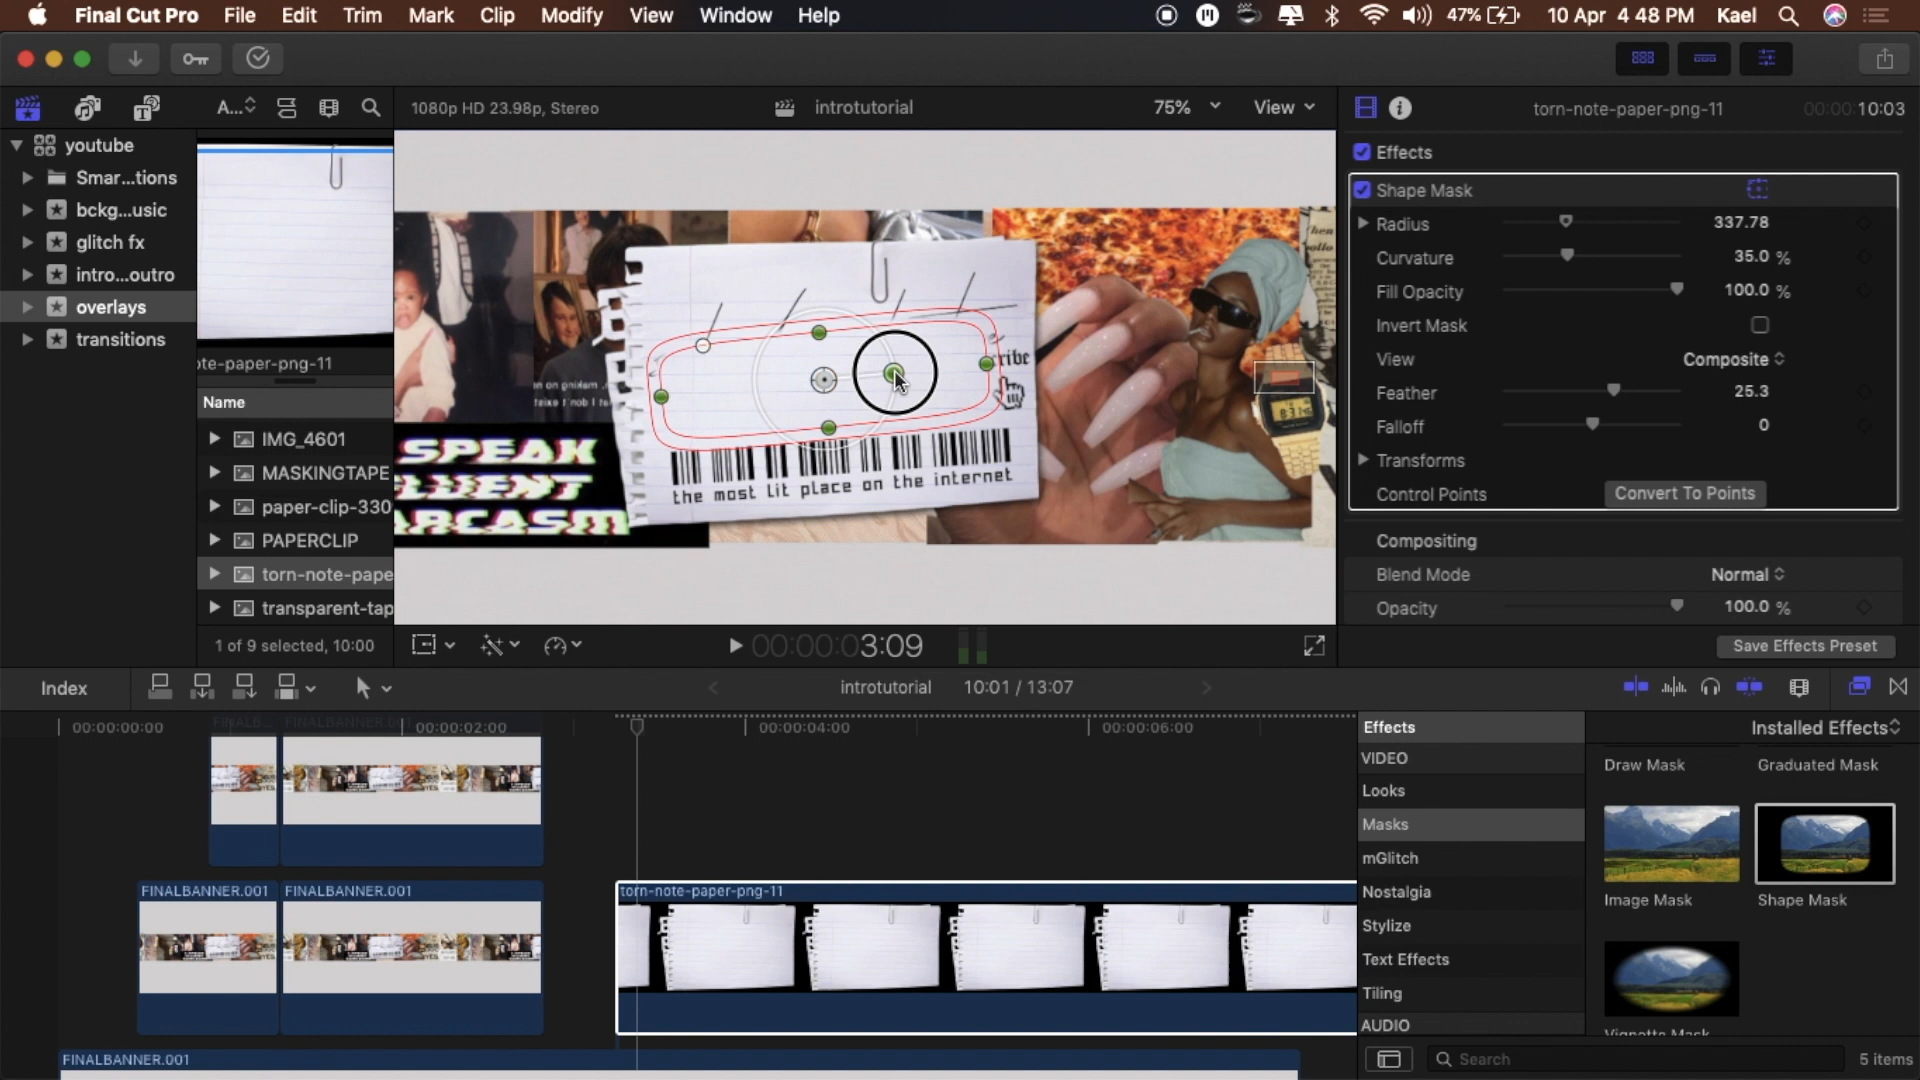 Final Cut Pro File Edit Trim Mark Clip Modify View Window Help 47% 10 Apr 4 48 PM Kael
A... 1080p HD 23.98p, Stereo introtutorial 75% View torn-note-paper-png-11 00:00:10:03
youtube
Smar...tions
bckg...usic
glitch fx
intro...outro
overlays
transitions
ote-paper-png-11
Name
IMG_4601
MASKINGTAPE
paper-clip-330
PAPERCLIP
torn-note-pape
transparent-tap
1 of 9 selected, 10:00
SPEAK
ARCASM
cribe
the most lit place on the internet
Effects
Shape Mask
Radius 337.78
Curvature 35.0 %
Fill Opacity 100.0 %
Invert Mask
View Composite
Feather 25.3
Falloff 0
Transforms
Control Points Convert To Points
Compositing
Blend Mode Normal
Opacity 100.0 %
Save Effects Preset
00:00:03:09
Index introtutorial 10:01 / 13:07
00:00:00:00 00:00:02:00 00:00:04:00 00:00:06:00
FINALBANNER.001 FINALBANNER.001
torn-note-paper-png-11
FINALBANNER.001
Effects Installed Effects
VIDEO
Looks
Masks
mGlitch
Nostalgia
Stylize
Text Effects
Tiling
AUDIO
Draw Mask Graduated Mask
Image Mask Shape Mask
Vignette Mask
Search 5 items